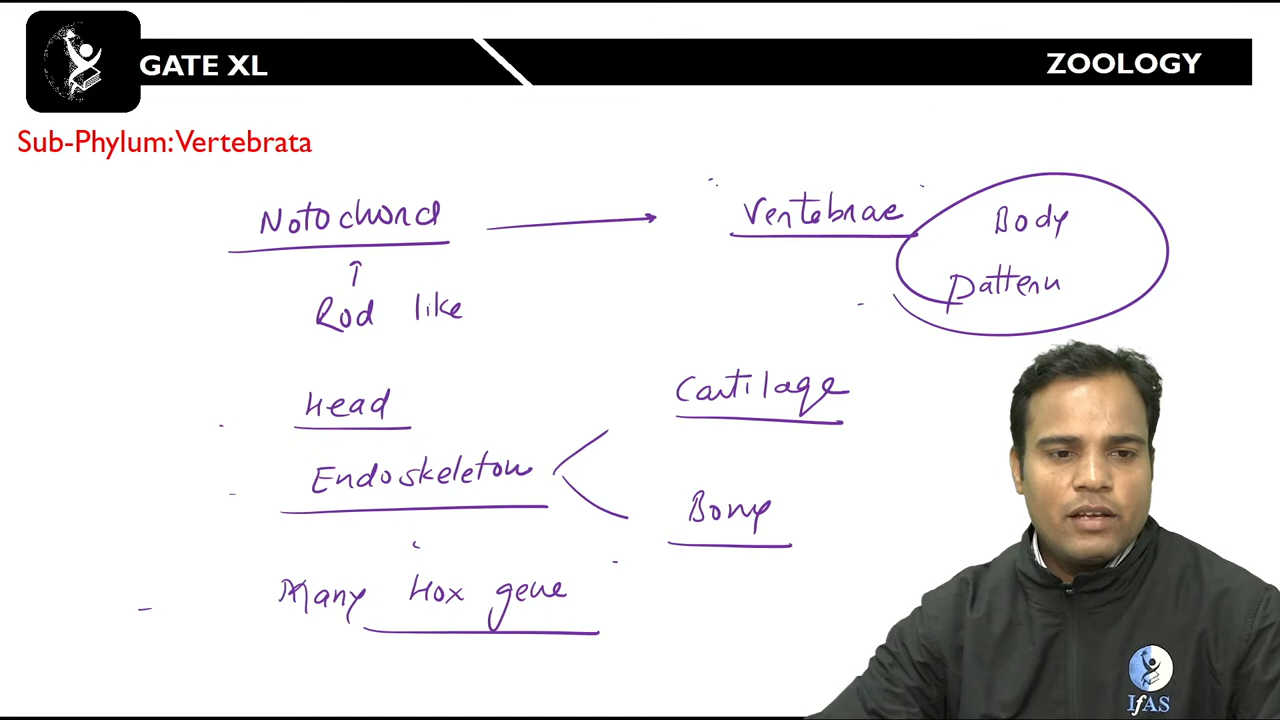 GATE XL
ZOOLOGY
Sub-Phylum: Vertebrata
Notochord
Vertebrae
Body
pattern
Rod like
Head
Cartilage
Endoskeleton
Bony
Many Hox gene
IfAS